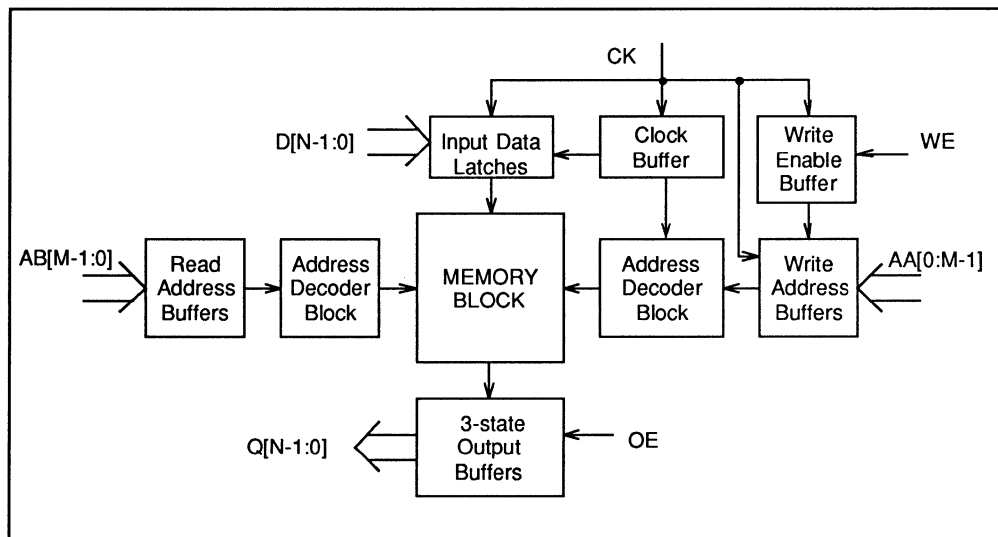 CK
D[N-1:0]
Input Data
Latches
Clock
Buffer
Write
Enable
Buffer
WE
AB[M-1:0]
Read
Address
Buffers
Address
Decoder
Block
MEMORY
BLOCK
Address
Decoder
Block
Write
Address
Buffers
AA[0:M-1]
Q[N-1:0]
3-state
Output
Buffers
OE